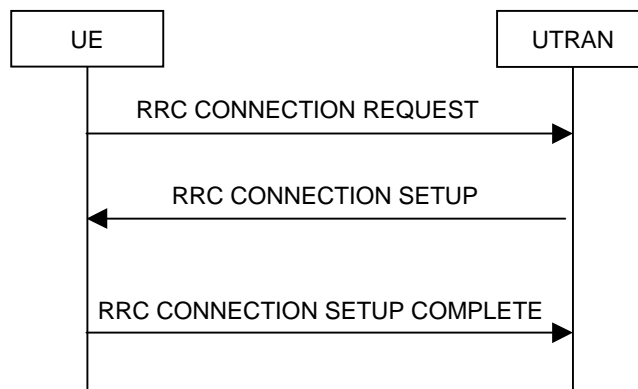 UE
UTRAN
RRC CONNECTION REQUEST
RRC CONNECTION SETUP
RRC CONNECTION SETUP COMPLETE